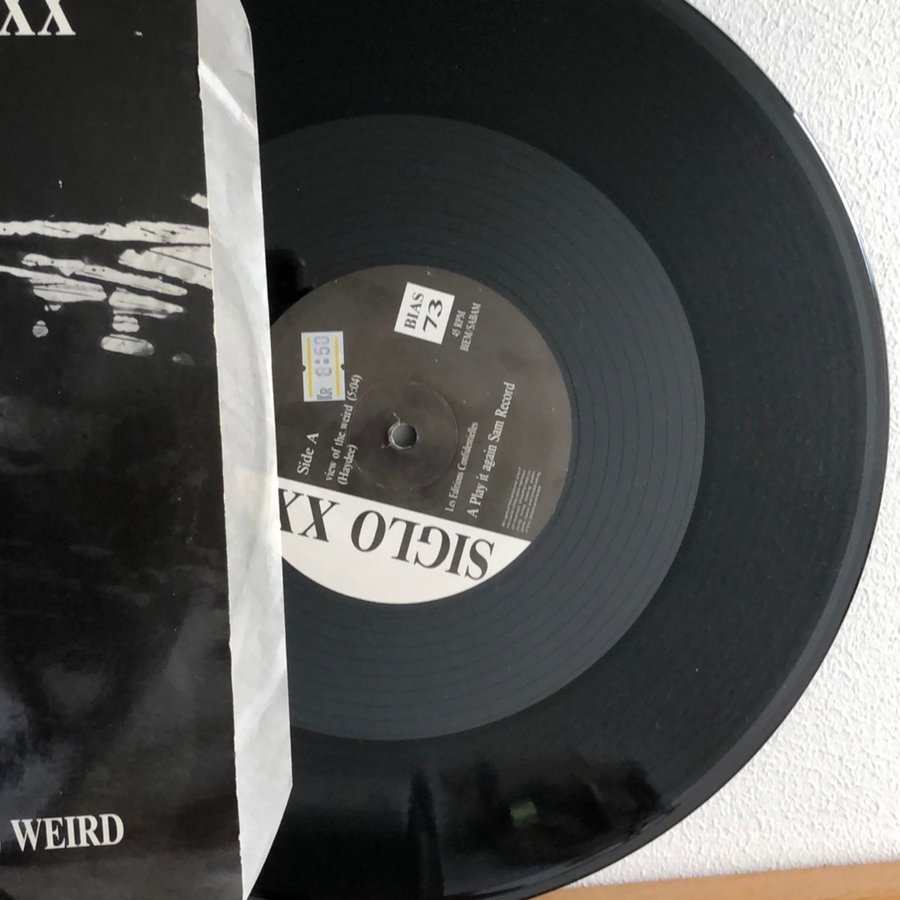 XX
WEIRD
BIAS
73
45 RPM
BIEM/SABAM
KR 8.50
Side A
view of the weird (5:04)
(Haydee)
Les Editions Confidentielles
A Play it again Sam Record
SIGLO XX